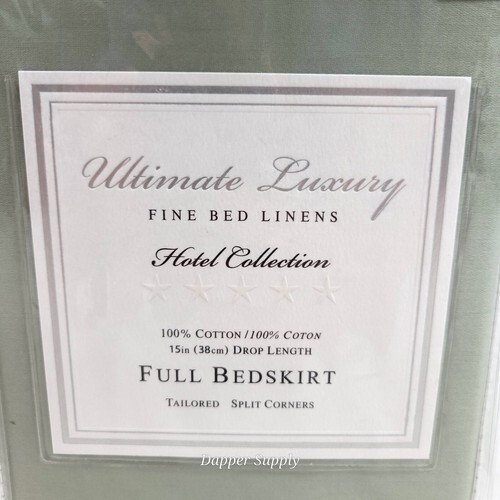 Ultimate Luxury
FINE BED LINENS
Hotel Collection
100% COTTON /100% COTON
15in (38cm) DROP LENGTH
FULL BEDSKIRT
TAILORED SPLIT CORNERS
Dapper Supply